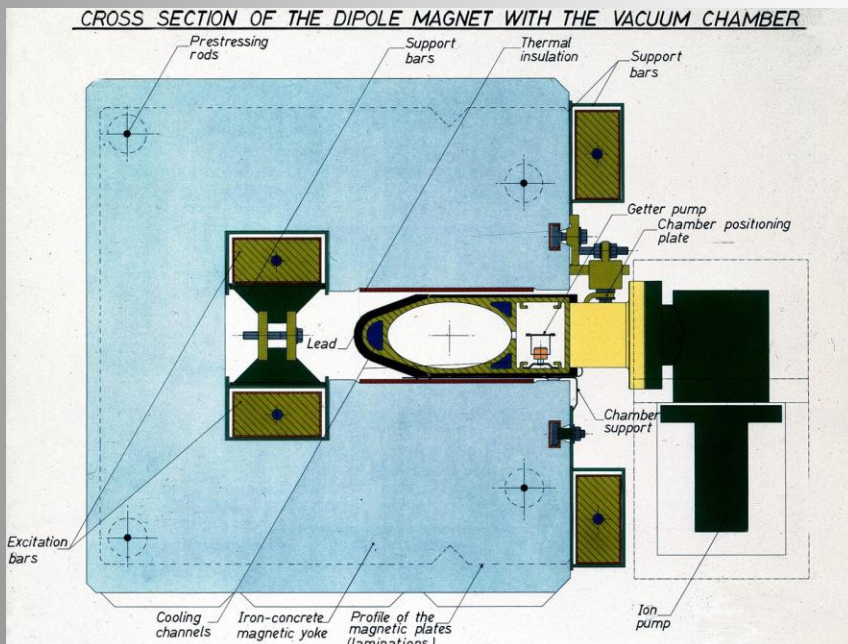 CROSS SECTION OF THE DIPOLE MAGNET WITH THE VACUUM CHAMBER
Prestressing
rods
Support
bars
Thermal
insulation
Support
bars
Getter pump
Chamber positioning
plate
Lead
Chamber
support
Excitation
bars
Cooling
channels
Iron-concrete
magnetic yoke
Profile of the
magnetic plates
(laminations)
Ion
pump